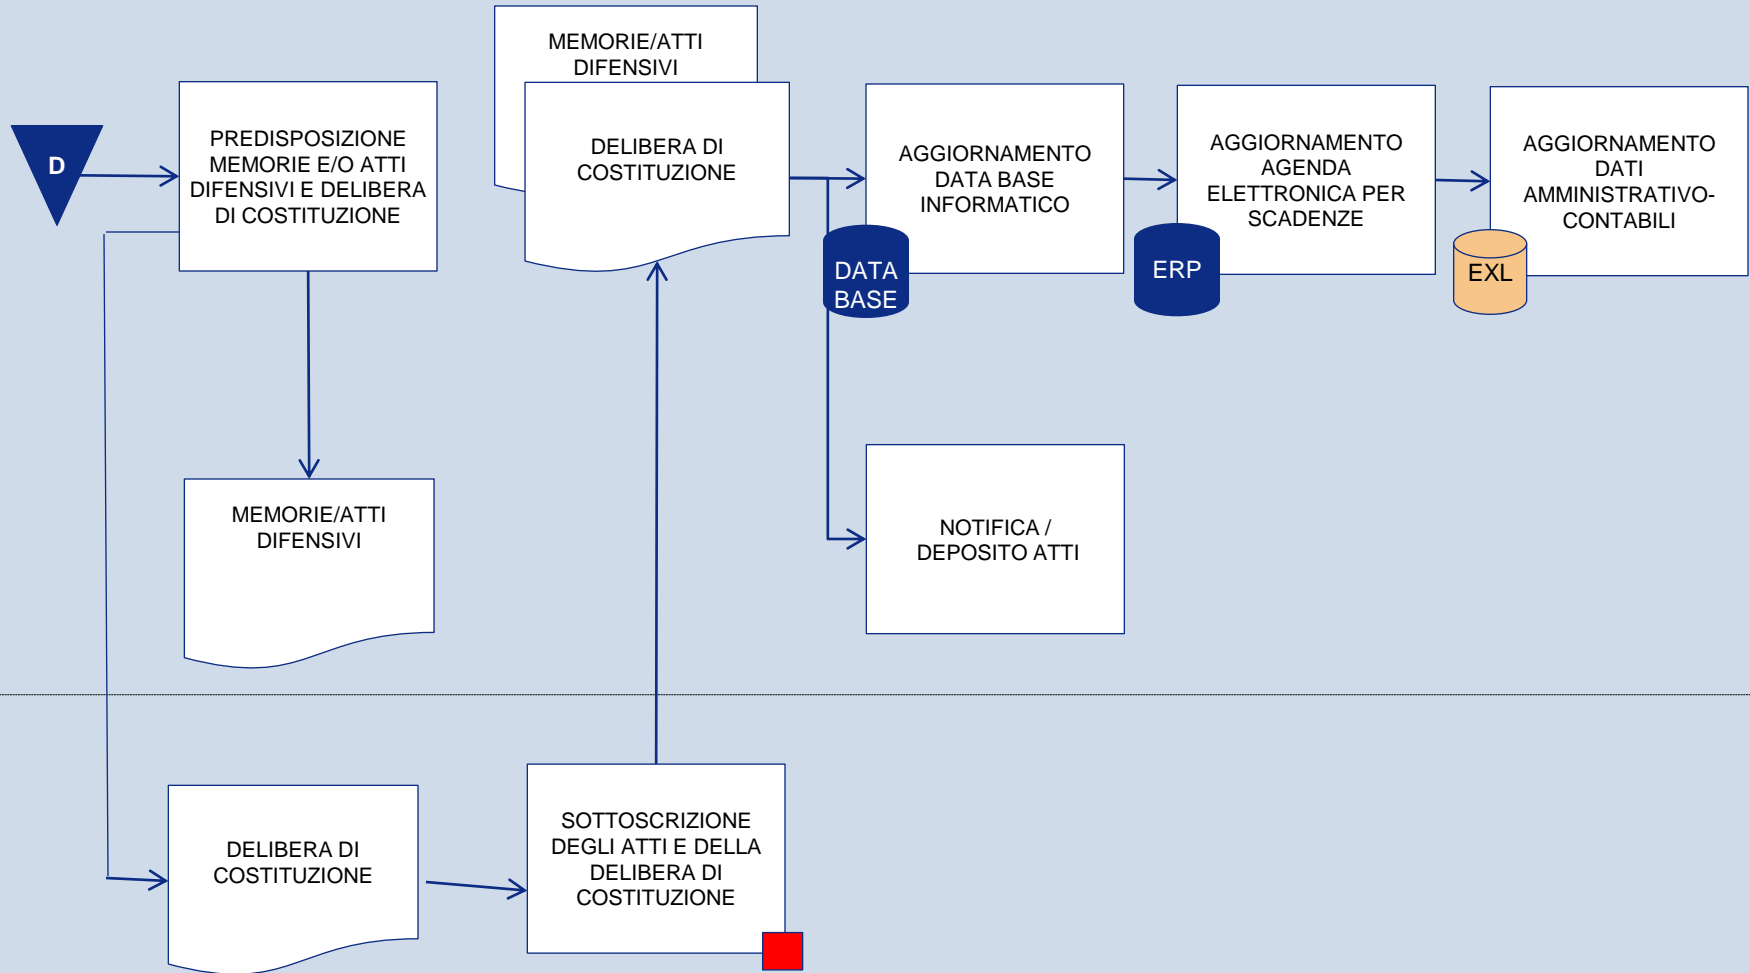 D
PREDISPOSIZIONE
MEMORIE E/O ATTI
DIFENSIVI E DELIBERA
DI COSTITUZIONE
MEMORIE/ATTI
DIFENSIVI
DELIBERA DI
COSTITUZIONE
AGGIORNAMENTO
DATA BASE
INFORMATICO
DATA
BASE
AGGIORNAMENTO
AGENDA
ELETTRONICA PER
SCADENZE
ERP
AGGIORNAMENTO
DATI
AMMINISTRATIVO-
CONTABILI
EXL
MEMORIE/ATTI
DIFENSIVI
NOTIFICA /
DEPOSITO ATTI
DELIBERA DI
COSTITUZIONE
SOTTOSCRIZIONE
DEGLI ATTI E DELLA
DELIBERA DI
COSTITUZIONE